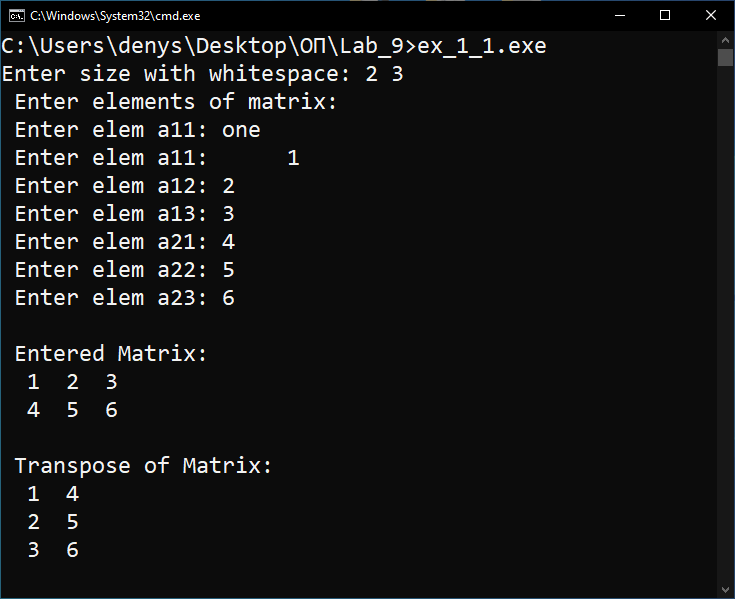 C:\Windows\System32\cmd.exe
C:\Users\denys\Desktop\ОП\Lab_9>ex_1_1.exe
Enter size with whitespace: 2 3
Enter elements of matrix:
Enter elem a11: one
Enter elem a11:      1
Enter elem a12: 2
Enter elem a13: 3
Enter elem a21: 4
Enter elem a22: 5
Enter elem a23: 6
Entered Matrix:
1  2  3
4  5  6
Transpose of Matrix:
1  4
2  5
3  6